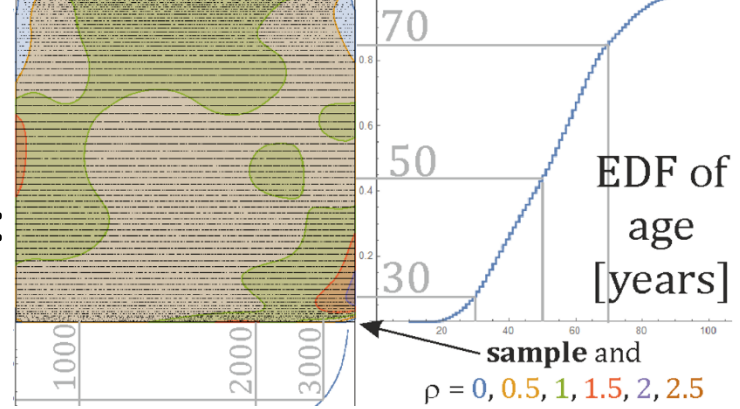 70
0.8
0.6
50
0.4
EDF of
age
[years]
0.2
30
20 40 60 80 100
1000
2000
3000
sample and
ρ = 0, 0.5, 1, 1.5, 2, 2.5